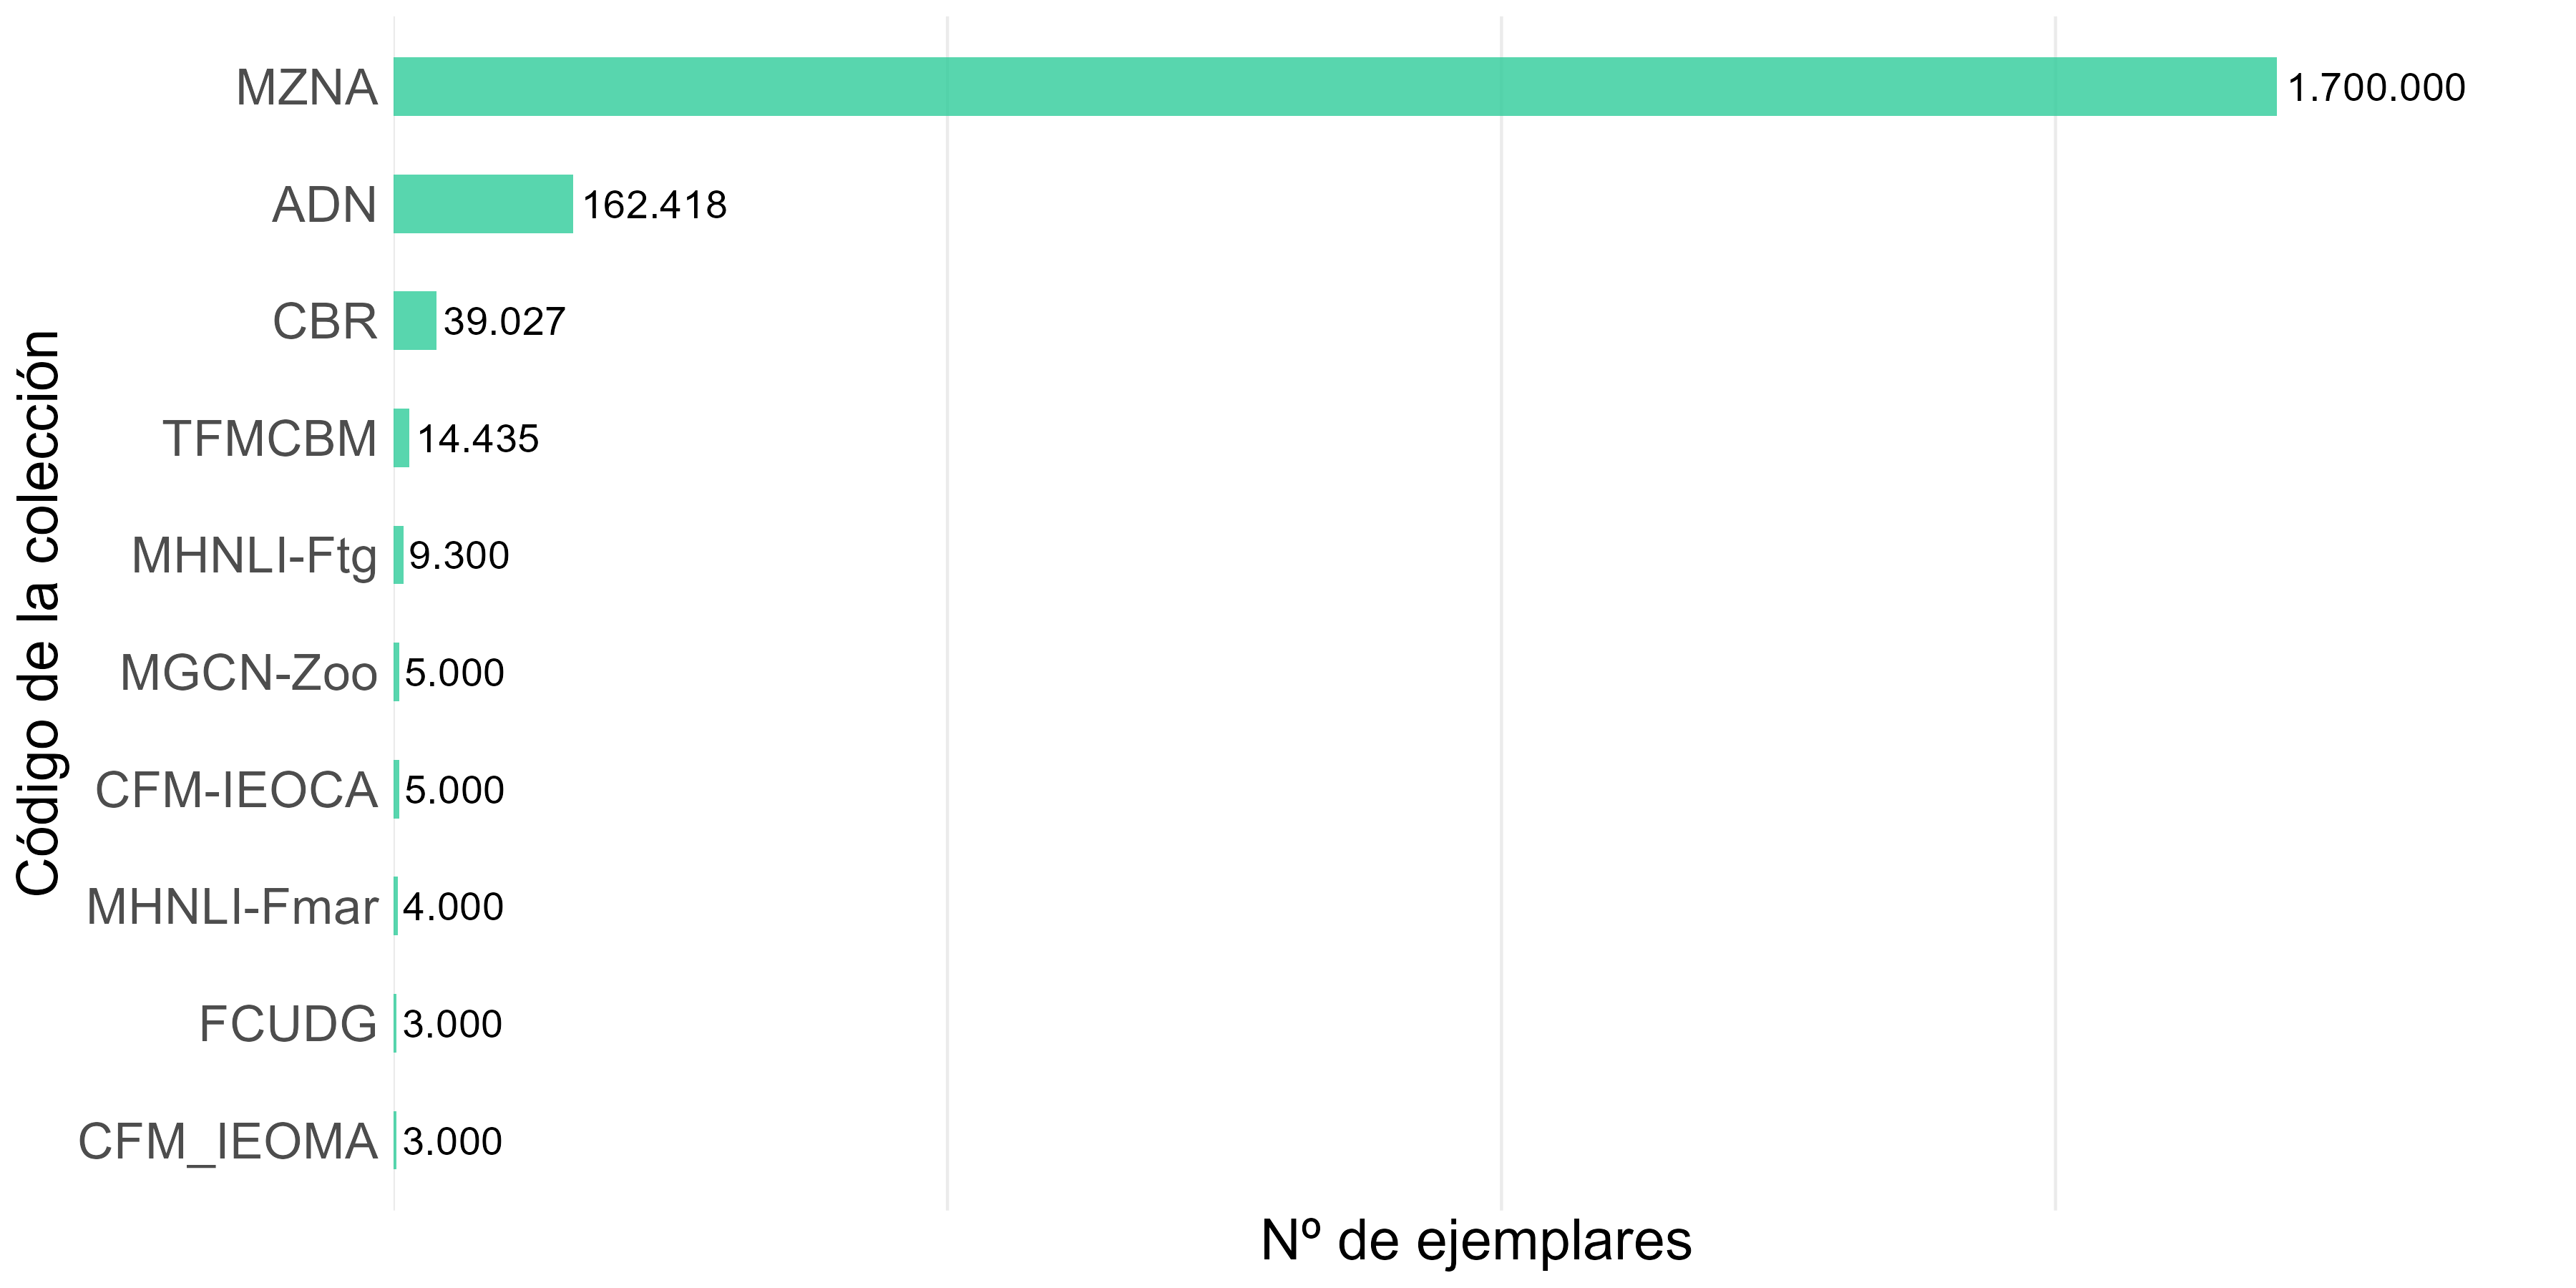 Código de la colección
MZNA 1.700.000
ADN 162.418
CBR 39.027
TFMCBM 14.435
MHNLI-Ftg 9.300
MGCN-Zoo 5.000
CFM-IEOCA 5.000
MHNLI-Fmar 4.000
FCUDG 3.000
CFM_IEOMA 3.000
Nº de ejemplares